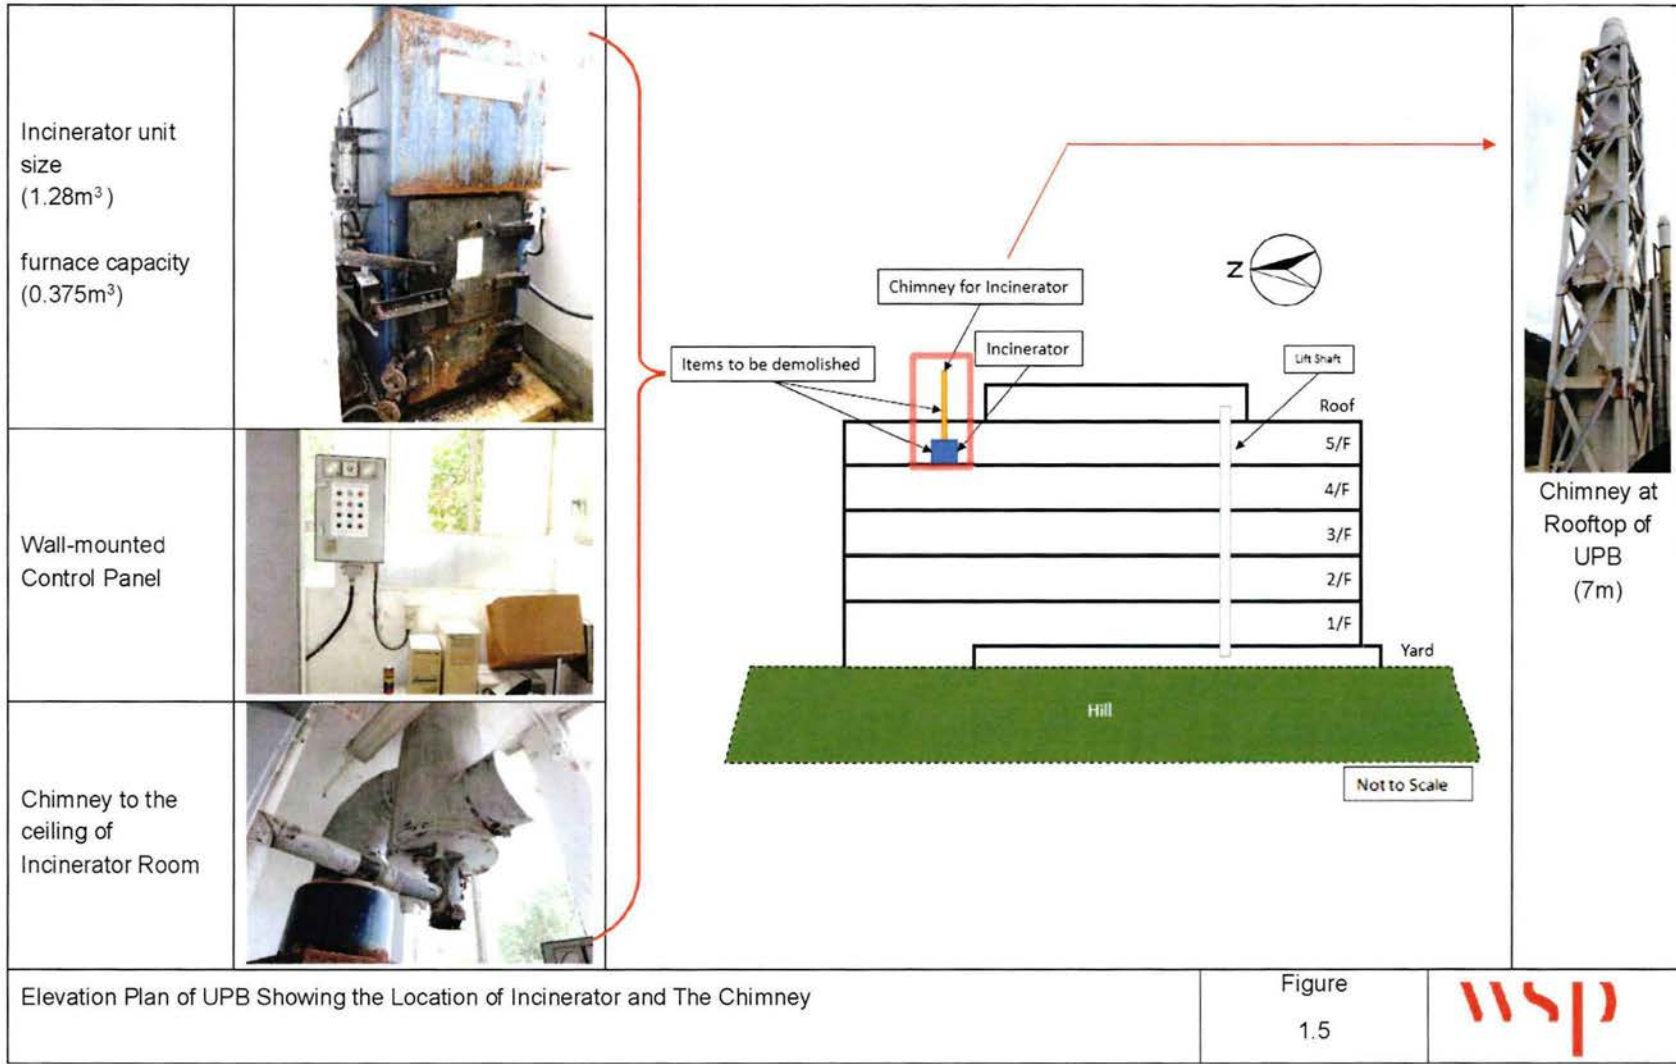 Incinerator unit
size
(1.28m³)
furnace capacity
(0.375m³)
Wall-mounted
Control Panel
Chimney to the
ceiling of
Incinerator Room
Items to be demolished
Chimney for Incinerator
Incinerator
N
Lift Shaft
Roof
5/F
4/F
3/F
2/F
1/F
Yard
Hill
Not to Scale
Chimney at
Rooftop of
UPB
(7m)
Elevation Plan of UPB Showing the Location of Incinerator and The Chimney
Figure
1.5
wsp